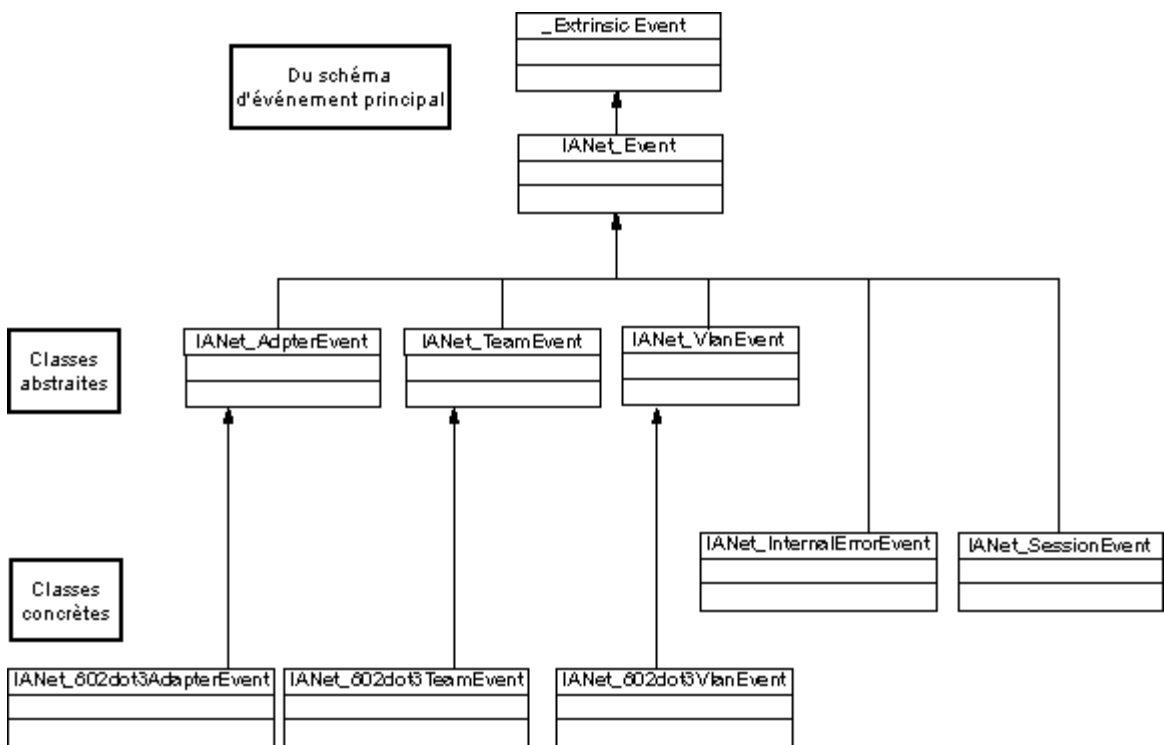 _Extrinsic Event
Du schéma
d'événement principal
IANet_Event
Classes
abstraites
IANet_AdpterEvent
IANet_TeamEvent
IANet_VlanEvent
IANet_InternalErrorEvent
IANet_SessionEvent
Classes
concrètes
IANet_802dot3AdapterEvent
IANet_802dot3TeamEvent
IANet_802dot3VlanEvent